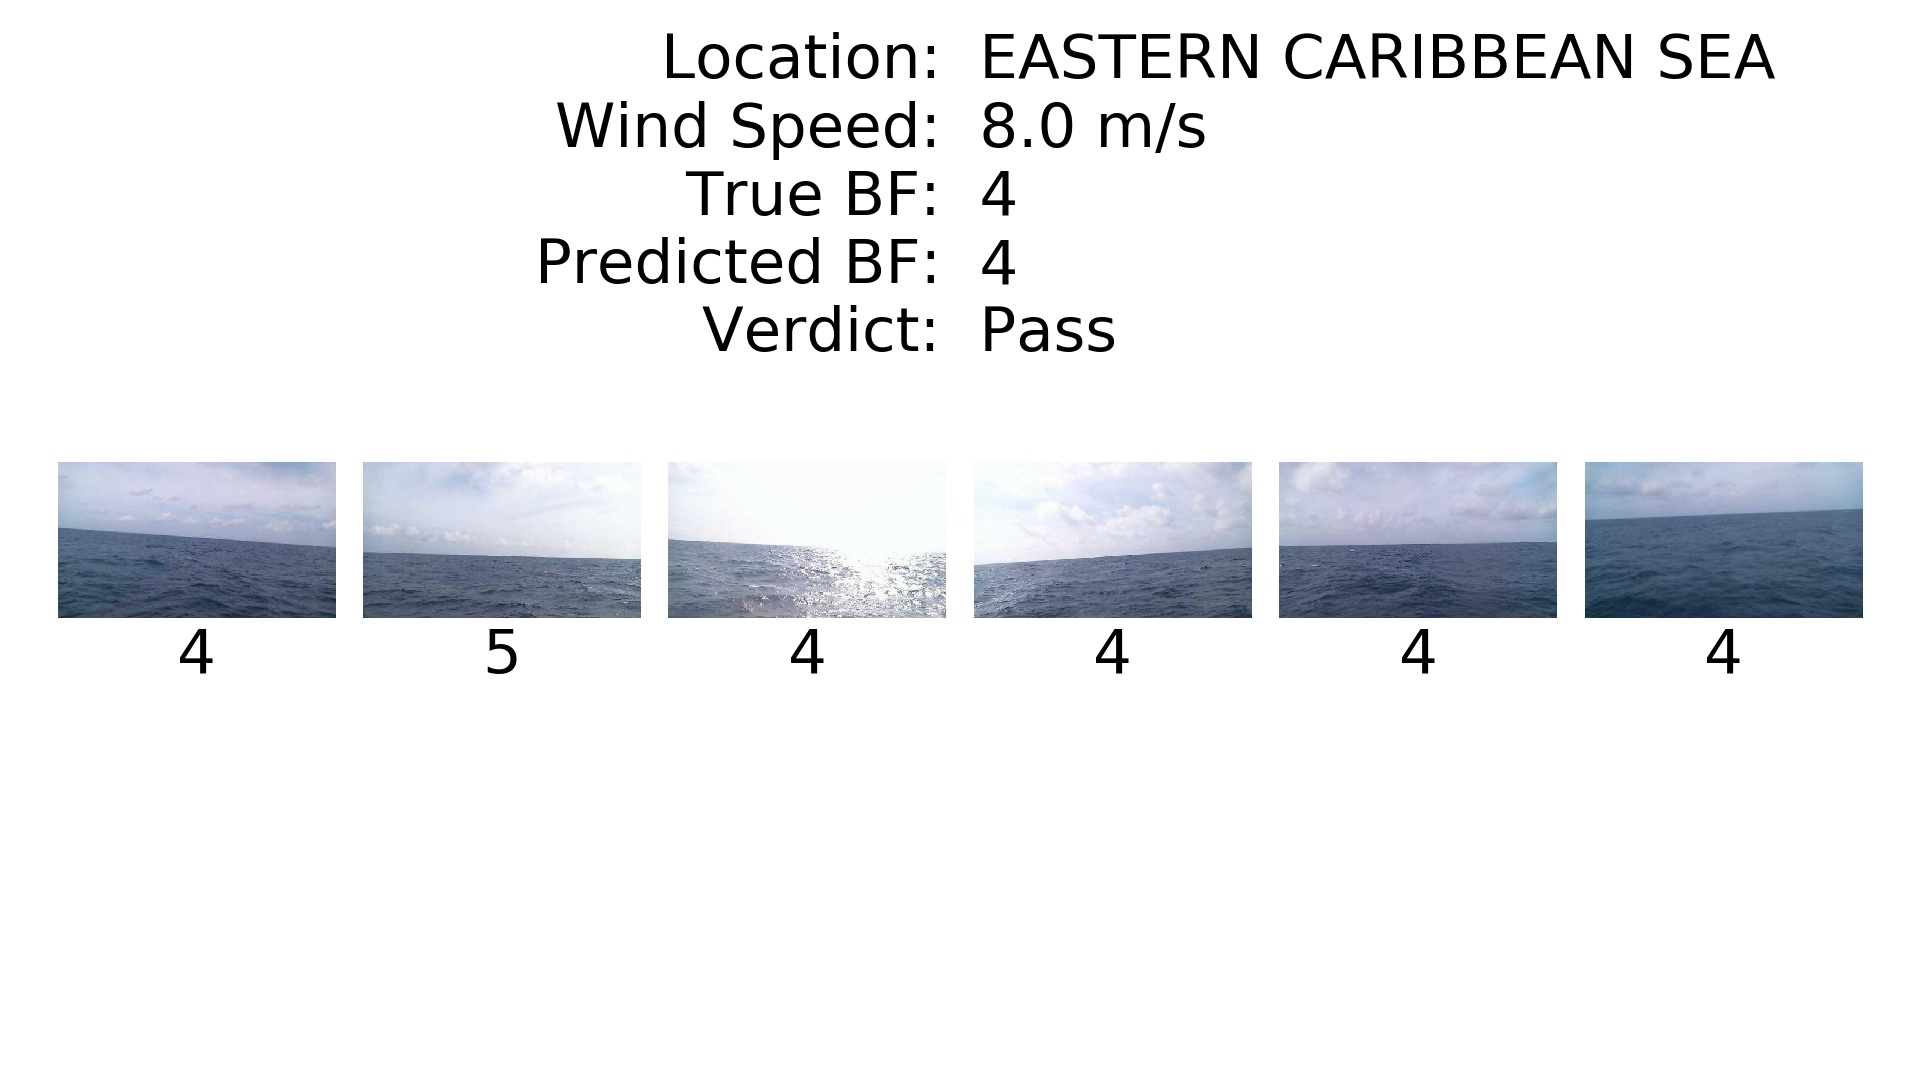 Location: EASTERN CARIBBEAN SEA
Wind Speed: 8.0 m/s
True BF: 4
Predicted BF: 4
Verdict: Pass
4 5 4 4 4 4